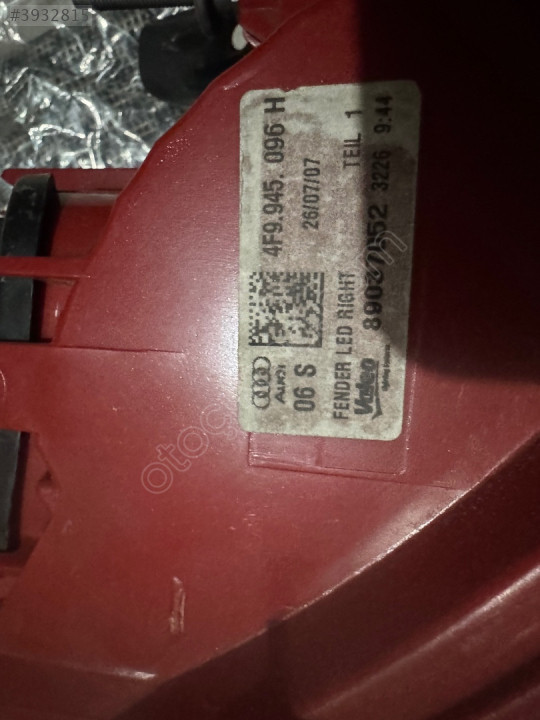 #3932815
4F9.945. 096 H
26/07/07
TEIL 1
Audi
06 S
FENDER LED RIGHT
3226 9:44
Valeo